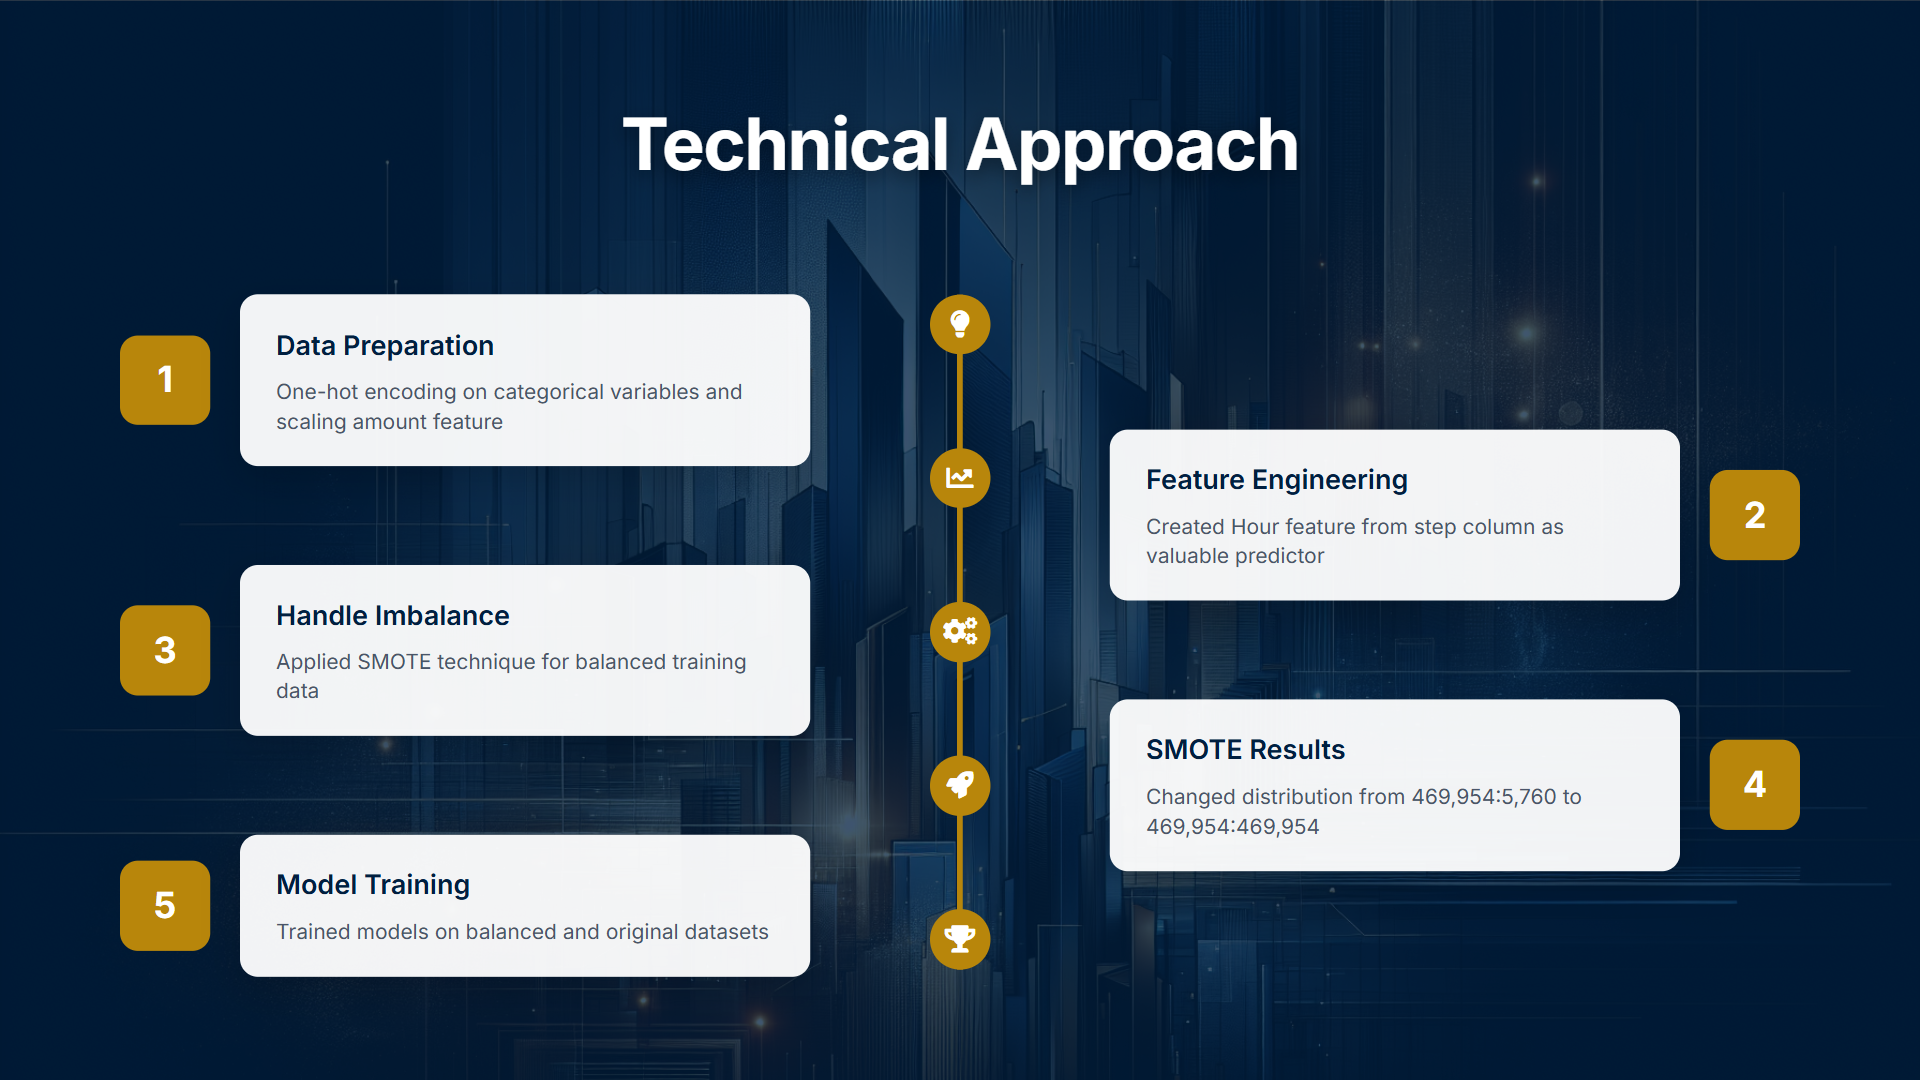 Technical Approach
1
Data Preparation
One-hot encoding on categorical variables and
scaling amount feature
2
Feature Engineering
Created Hour feature from step column as
valuable predictor
3
Handle Imbalance
Applied SMOTE technique for balanced training
data
4
SMOTE Results
Changed distribution from 469,954:5,760 to
469,954:469,954
5
Model Training
Trained models on balanced and original datasets